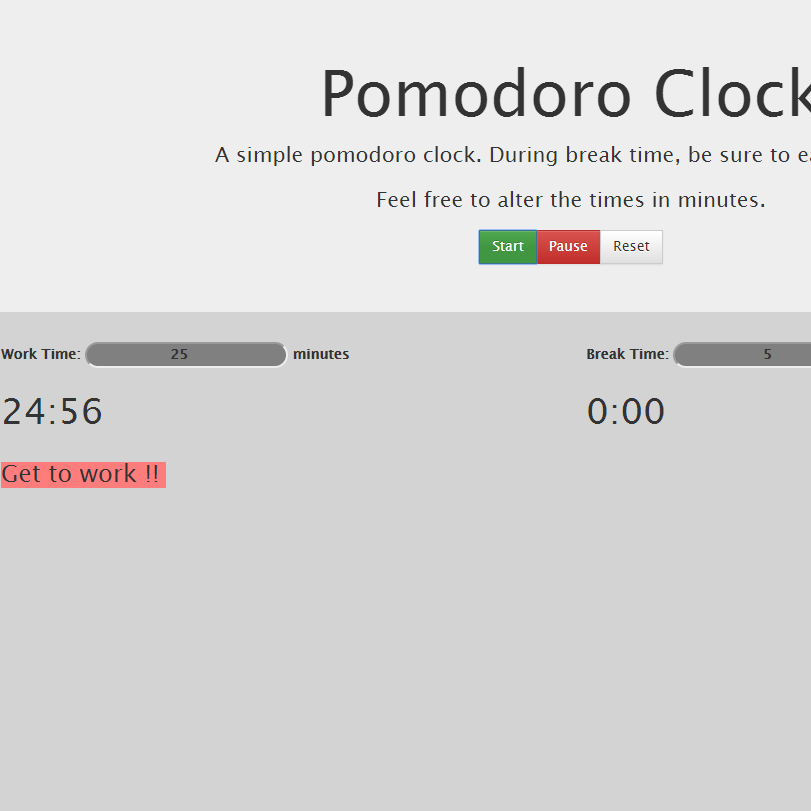 Pomodoro Clock
A simple pomodoro clock. During break time, be sure to
Feel free to alter the times in minutes.
Start Pause Reset
Work Time: 25 minutes Break Time: 5
24:56 0:00
Get to work !!